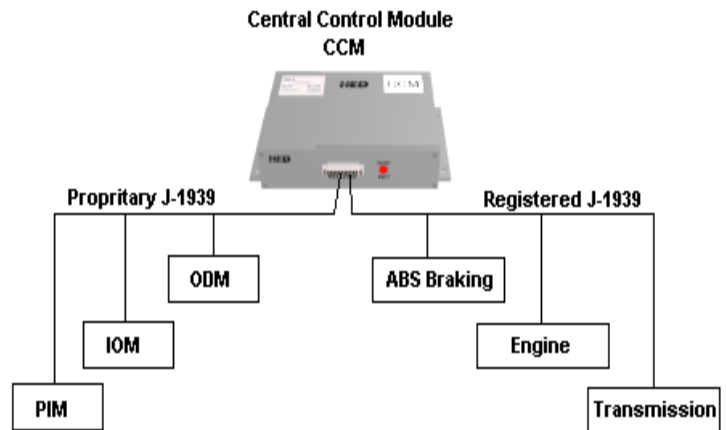 Central Control Module
CCM
HED
CCM
HED
Propritary J-1939
Registered J-1939
ODM
ABS Braking
IOM
Engine
PIM
Transmission